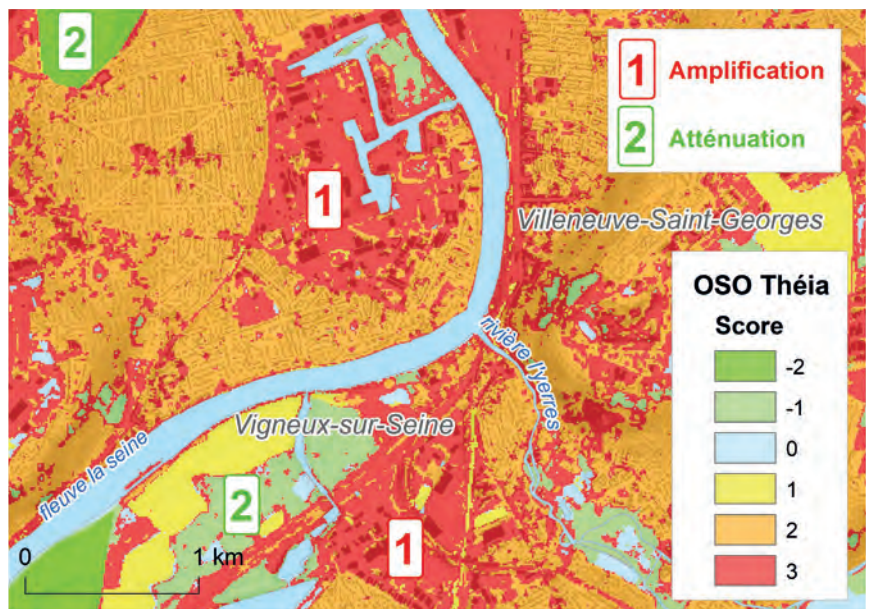 2
1 Amplification
2 Atténuation
1
Villeneuve-Saint-Georges
OSO Théia
Score
-2
-1
0
1
2
3
rivière l'yerres
Vigneux-sur-Seine
fleuve la seine
2
1
0 1 km